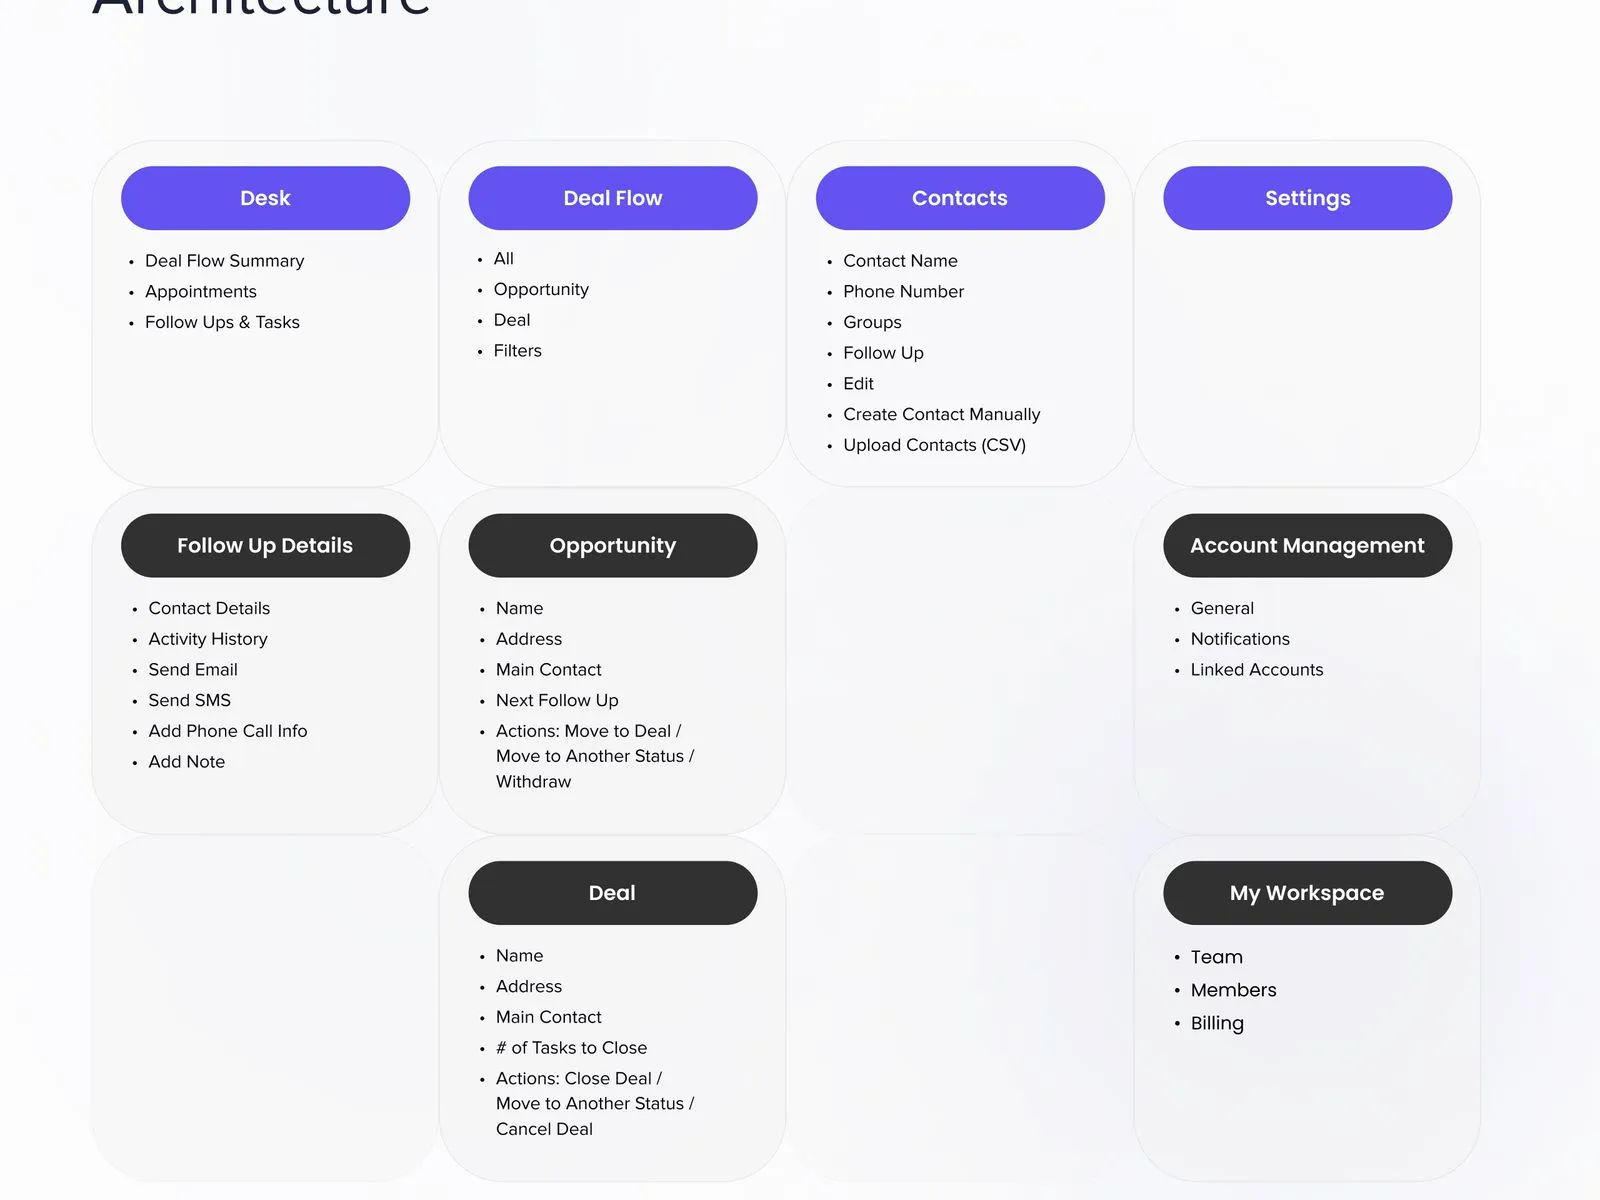 Architecture
Desk
Deal Flow Summary
Appointments
Follow Ups & Tasks
Deal Flow
All
Opportunity
Deal
Filters
Contacts
Contact Name
Phone Number
Groups
Follow Up
Edit
Create Contact Manually
Upload Contacts (CSV)
Settings
Follow Up Details
Contact Details
Activity History
Send Email
Send SMS
Add Phone Call Info
Add Note
Opportunity
Name
Address
Main Contact
Next Follow Up
Actions: Move to Deal /
Move to Another Status /
Withdraw
Account Management
General
Notifications
Linked Accounts
Deal
Name
Address
Main Contact
# of Tasks to Close
Actions: Close Deal /
Move to Another Status /
Cancel Deal
My Workspace
Team
Members
Billing